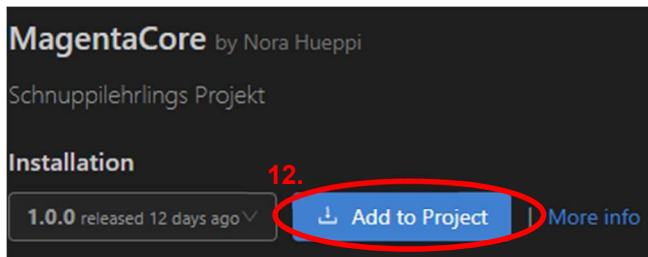 MagentaCore by Nora Hueppi
Schnuppilehrlings Projekt
Installation
12.
1.0.0 released 12 days ago Add to Project | More info